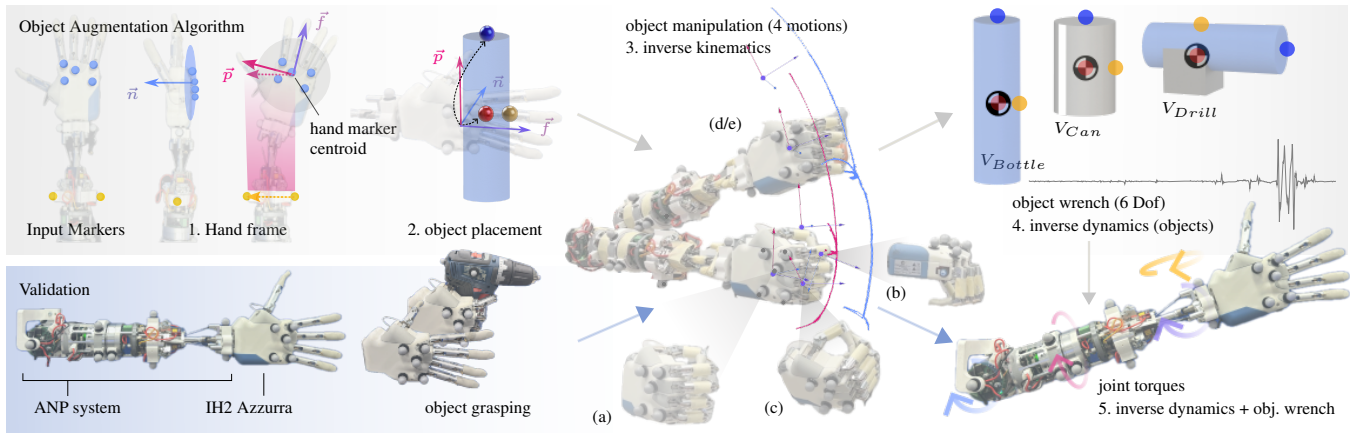 Object Augmentation Algorithm
f
p
n
f
p
hand marker
centroid
Input Markers
1. Hand frame
p
n
f
2. object placement
object manipulation (4 motions)
3. inverse kinematics
(d/e)
(b)
(a)
(c)
V_Bottle
V_Can
V_Drill
object wrench (6 Dof)
4. inverse dynamics (objects)
Validation
ANP system
IH2 Azzurra
object grasping
joint torques
5. inverse dynamics + obj. wrench